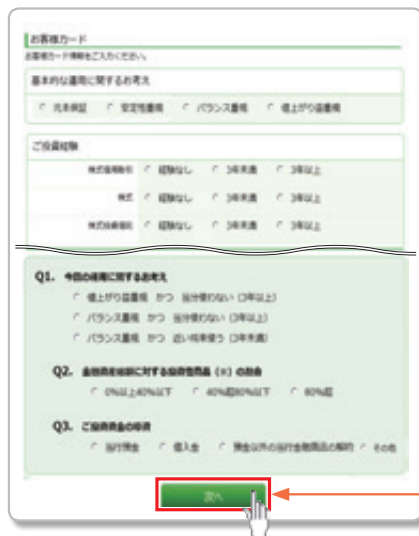 お客様カード
お客様カード情報をご入力ください。
基本的な運用に関するお考え
元本保証 安定性重視 バランス重視 値上がり益重視
ご投資経験
株式信用取引 経験なし 3年未満 3年以上
株式 経験なし 3年未満 3年以上
株式投資信託 経験なし 3年未満 3年以上
Q1. 今回の運用に関するお考え
値上がり益重視 かつ 当分使わない（3年以上）
バランス重視 かつ 当分使わない（3年以上）
バランス重視 かつ 近い将来使う（3年未満）
Q2. 金融資産総額に対する投資性商品（※）の割合
0%以上40%以下 40%超80%以下 80%超
Q3. ご投資資金の原資
当行預金 借入金 預金以外の当行金融商品の解約 その他
次へ